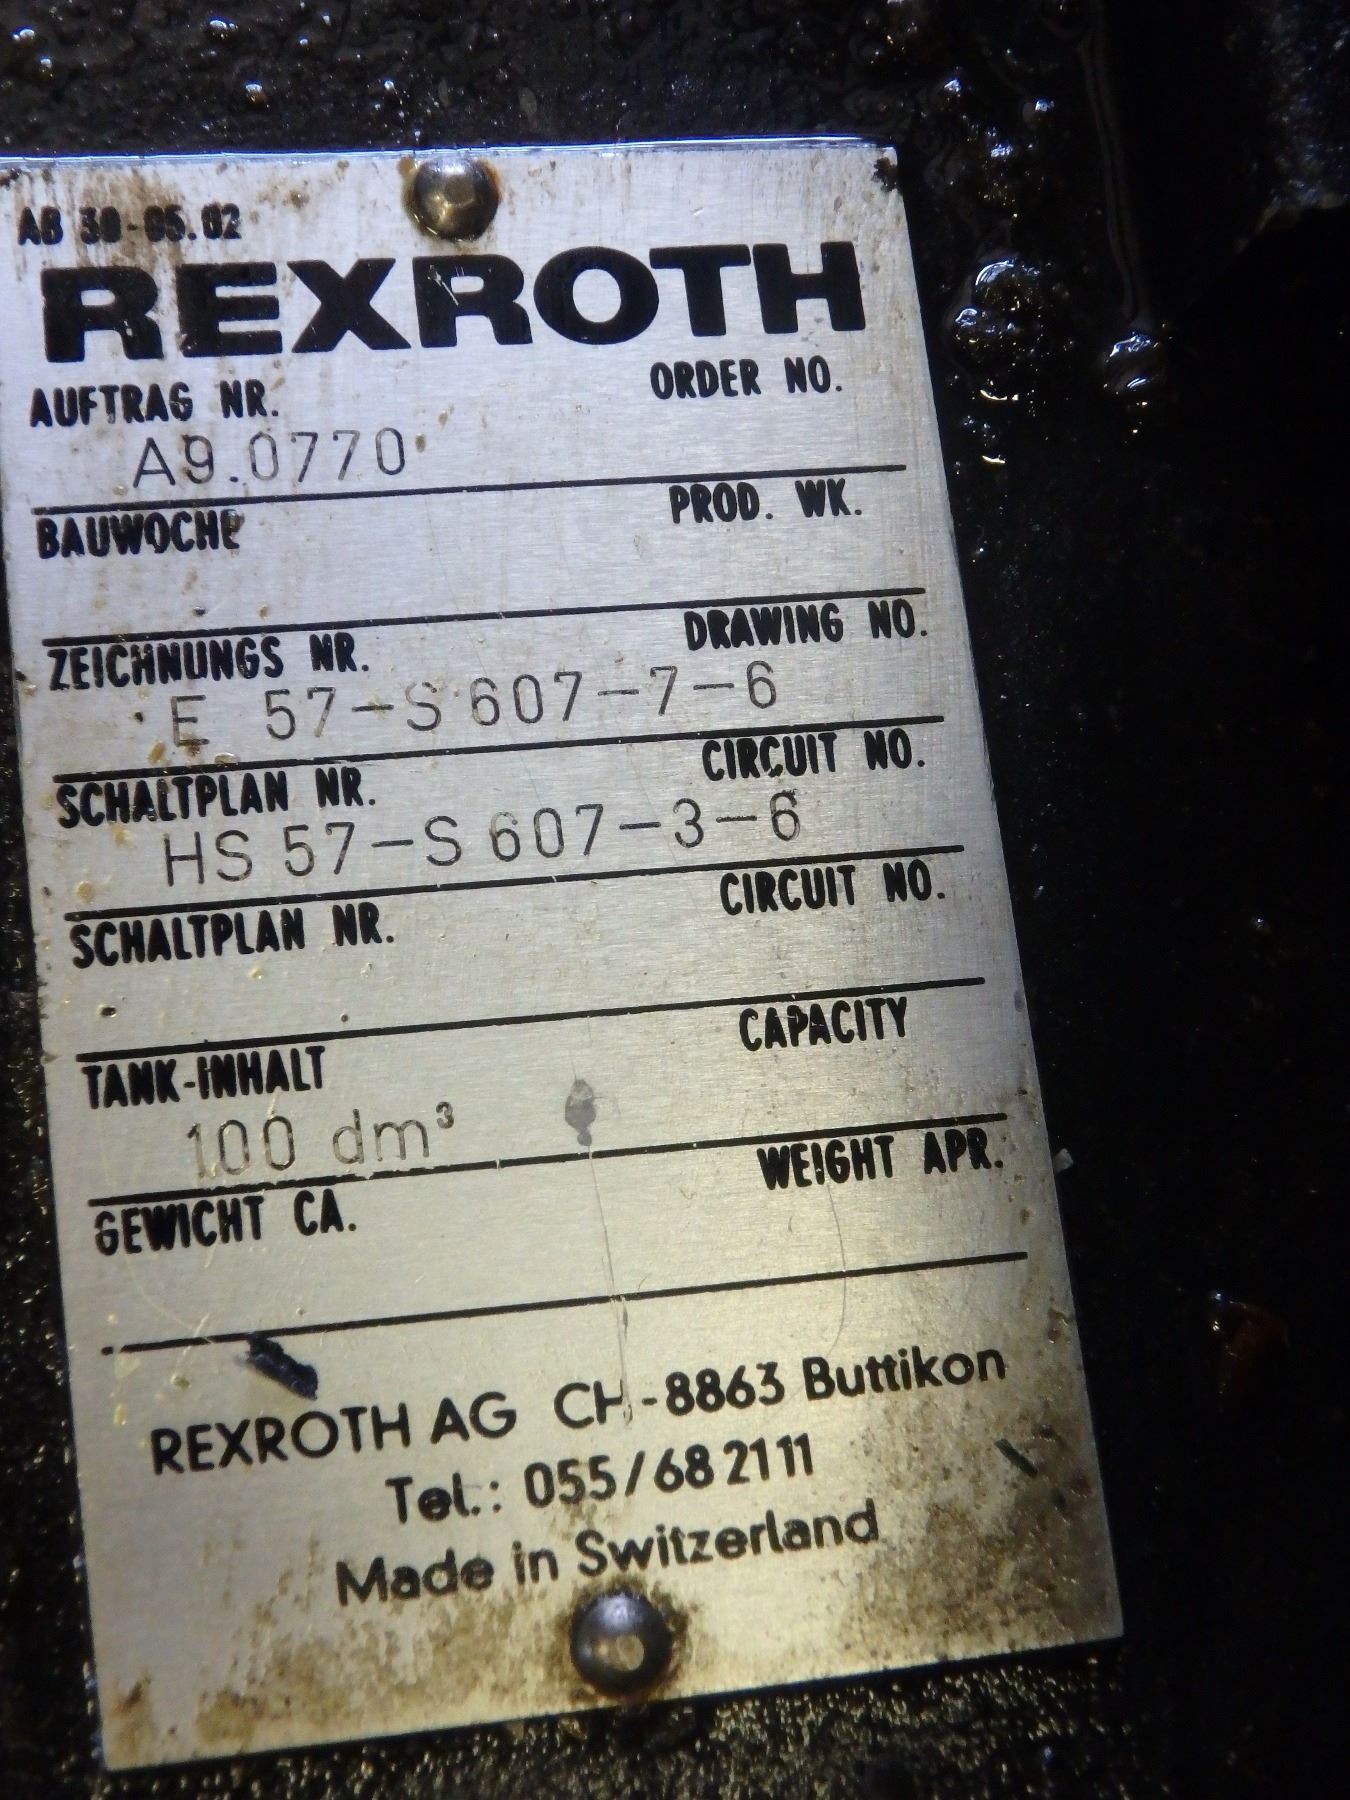 AB 30-05.02
REXROTH
AUFTRAG NR. ORDER NO.
A9.0770
BAUWOCHE PROD. WK.
ZEICHNUNGS NR. DRAWING NO.
E 57-S 607-7-6
SCHALTPLAN NR. CIRCUIT NO.
HS 57-S 607-3-6
SCHALTPLAN NR. CIRCUIT NO.
TANK-INHALT CAPACITY
100 dm³
GEWICHT CA. WEIGHT APR.
REXROTH AG CH-8863 Buttikon
Tel.: 055/68 21 11
Made in Switzerland